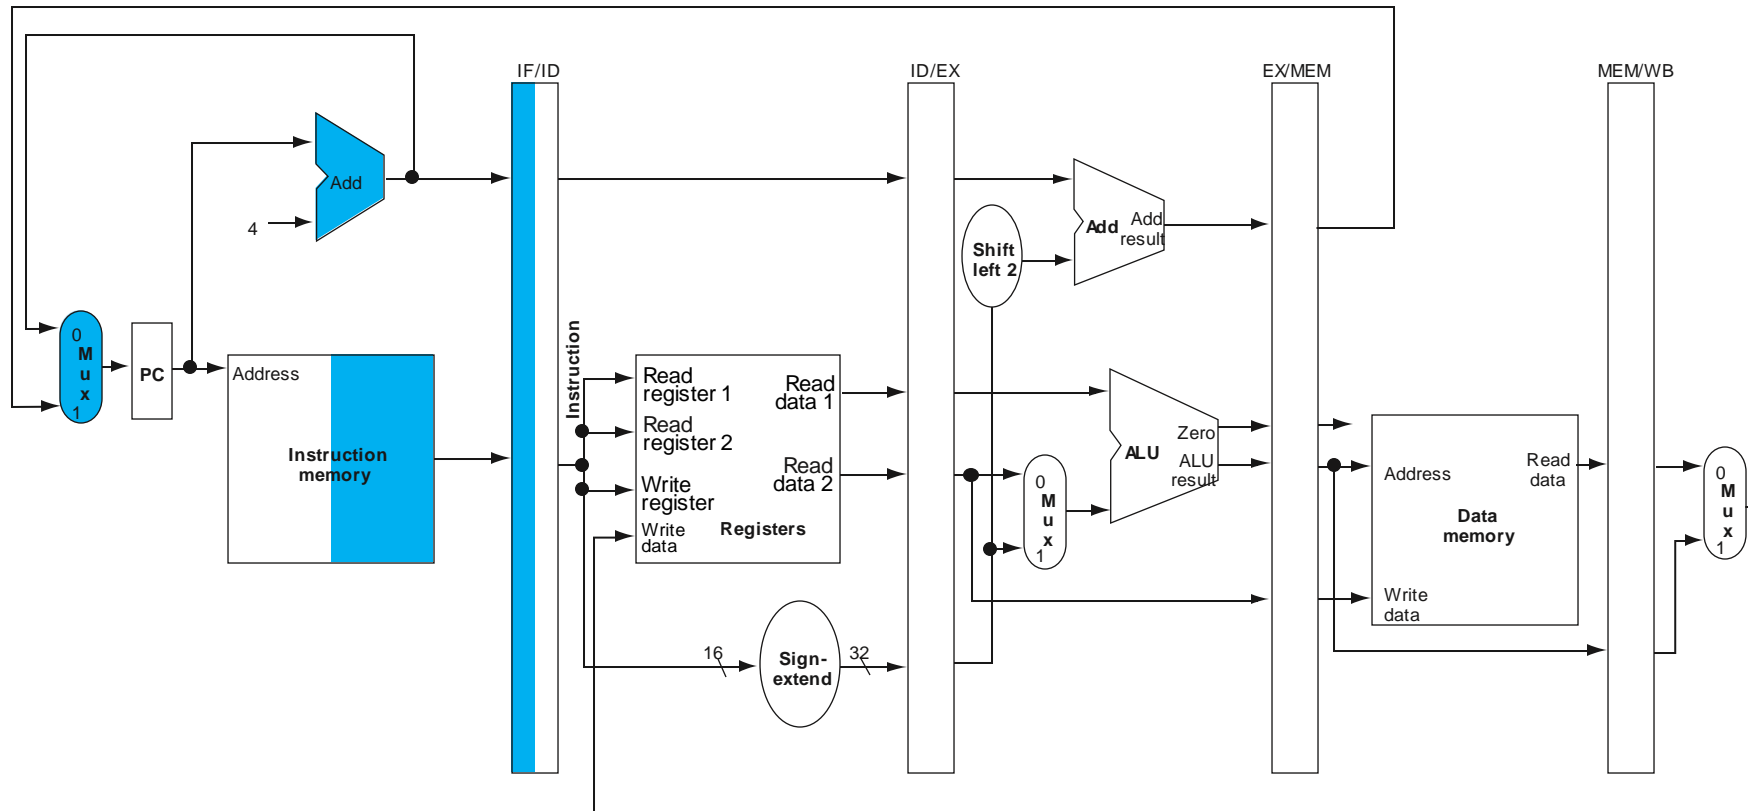 IF/ID
ID/EX
EX/MEM
MEM/WB
Add
4
Add
Add
result
Shift
left 2
0
M
u
x
1
PC
Address
Instruction
memory
Instruction
Read
register 1
Read
register 2
Write
register
Write
data
Read
data 1
Read
data 2
Registers
16
Sign-
extend
32
0
M
u
x
1
ALU
Zero
ALU
result
Address
Read
data
Data
memory
Write
data
0
M
u
x
1